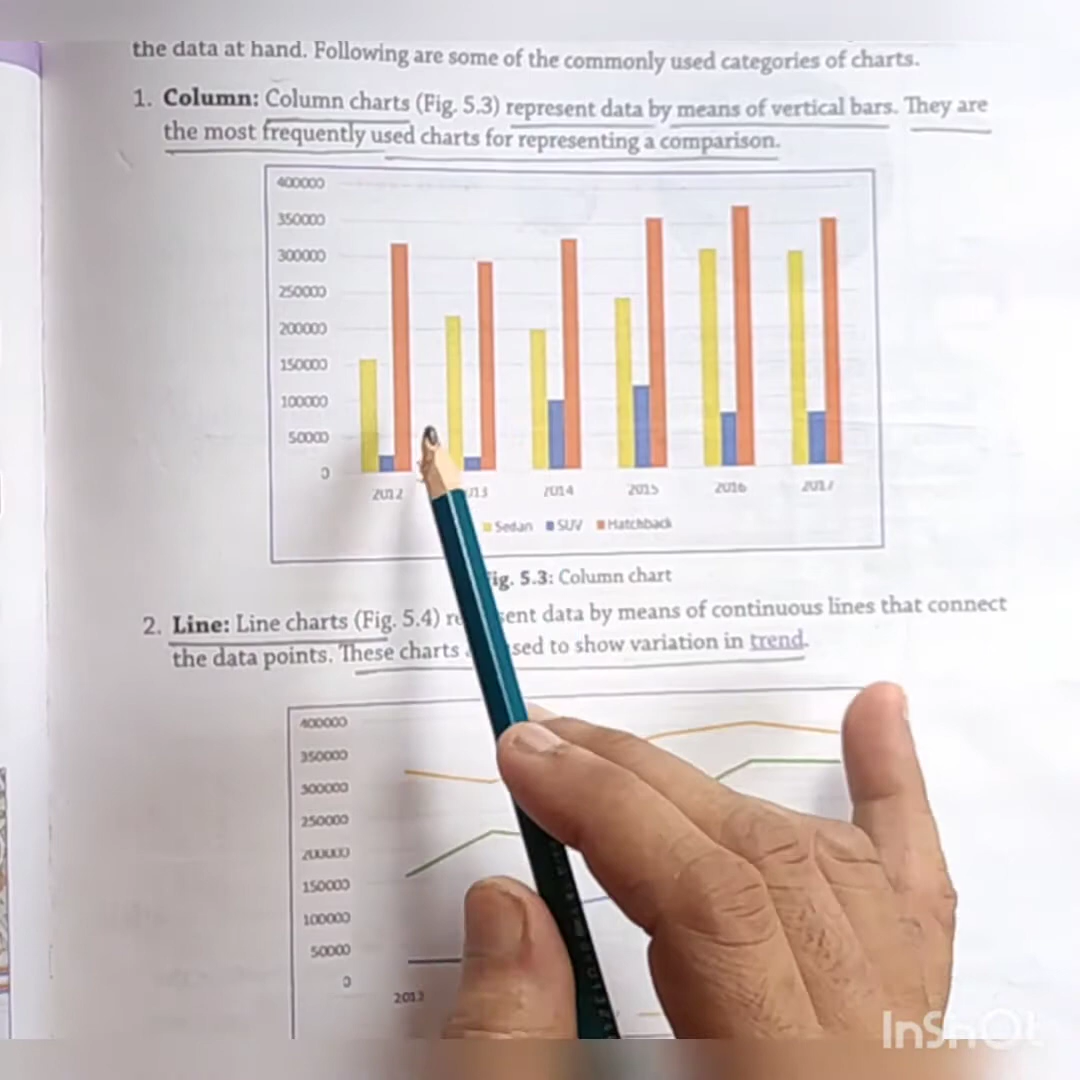 the data at hand. Following are some of the commonly used categories of charts.
1. Column: Column charts (Fig. 5.3) represent data by means of vertical bars. They are
the most frequently used charts for representing a comparison.
400000
350000
300000
250000
200000
150000
100000
50000
0
2012 2014 2015 2016 2017
Sedan SUV Hatchback
5.3: Column chart
2. Line: Line charts (Fig. 5.4) data by means of continuous lines that connect
the data points. These charts to show variation in trend.
400000
350000
300000
250000
200000
150000
100000
50000
0
InShOt